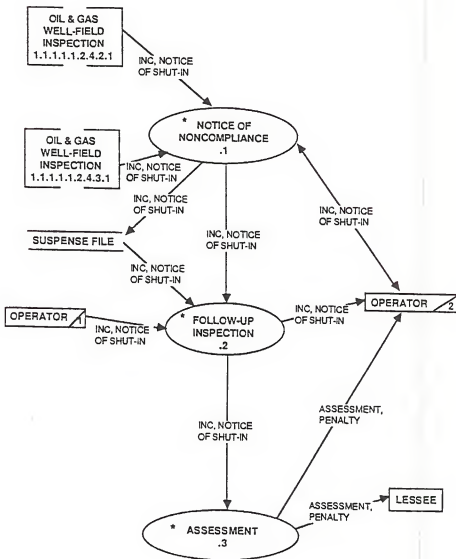 OIL & GAS
WELL-FIELD
INSPECTION
1.1.1.1.1.2.4.2.1
INC, NOTICE
OF SHUT-IN
* NOTICE OF
NONCOMPLIANCE
.1
OIL & GAS
WELL-FIELD
INSPECTION
1.1.1.1.1.2.4.3.1
INC, NOTICE
OF SHUT-IN
INC, NOTICE
OF SHUT-IN
INC, NOTICE
OF SHUT-IN
INC, NOTICE
OF SHUT-IN
SUSPENSE FILE
INC, NOTICE
OF SHUT-IN
OPERATOR 1
INC, NOTICE
OF SHUT-IN
* FOLLOW-UP
INSPECTION
.2
INC, NOTICE
OF SHUT-IN
OPERATOR 2
INC, NOTICE
OF SHUT-IN
ASSESSMENT,
PENALTY
* ASSESSMENT
.3
ASSESSMENT,
PENALTY
LESSEE